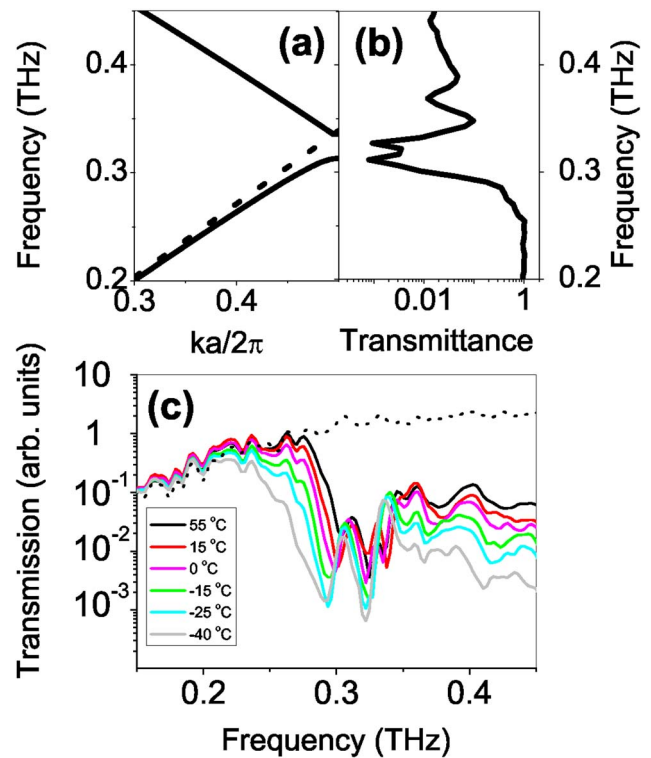 (a)
(b)
Frequency (THz)
0.4
0.3
0.2
0.3
0.4
ka/2π
0.01
1
Transmittance
0.4
0.3
0.2
Frequency (THz)
(c)
Transmission (arb. units)
10
1
10⁻¹
10⁻²
10⁻³
55 °C
15 °C
0 °C
-15 °C
-25 °C
-40 °C
0.2
0.3
0.4
Frequency (THz)